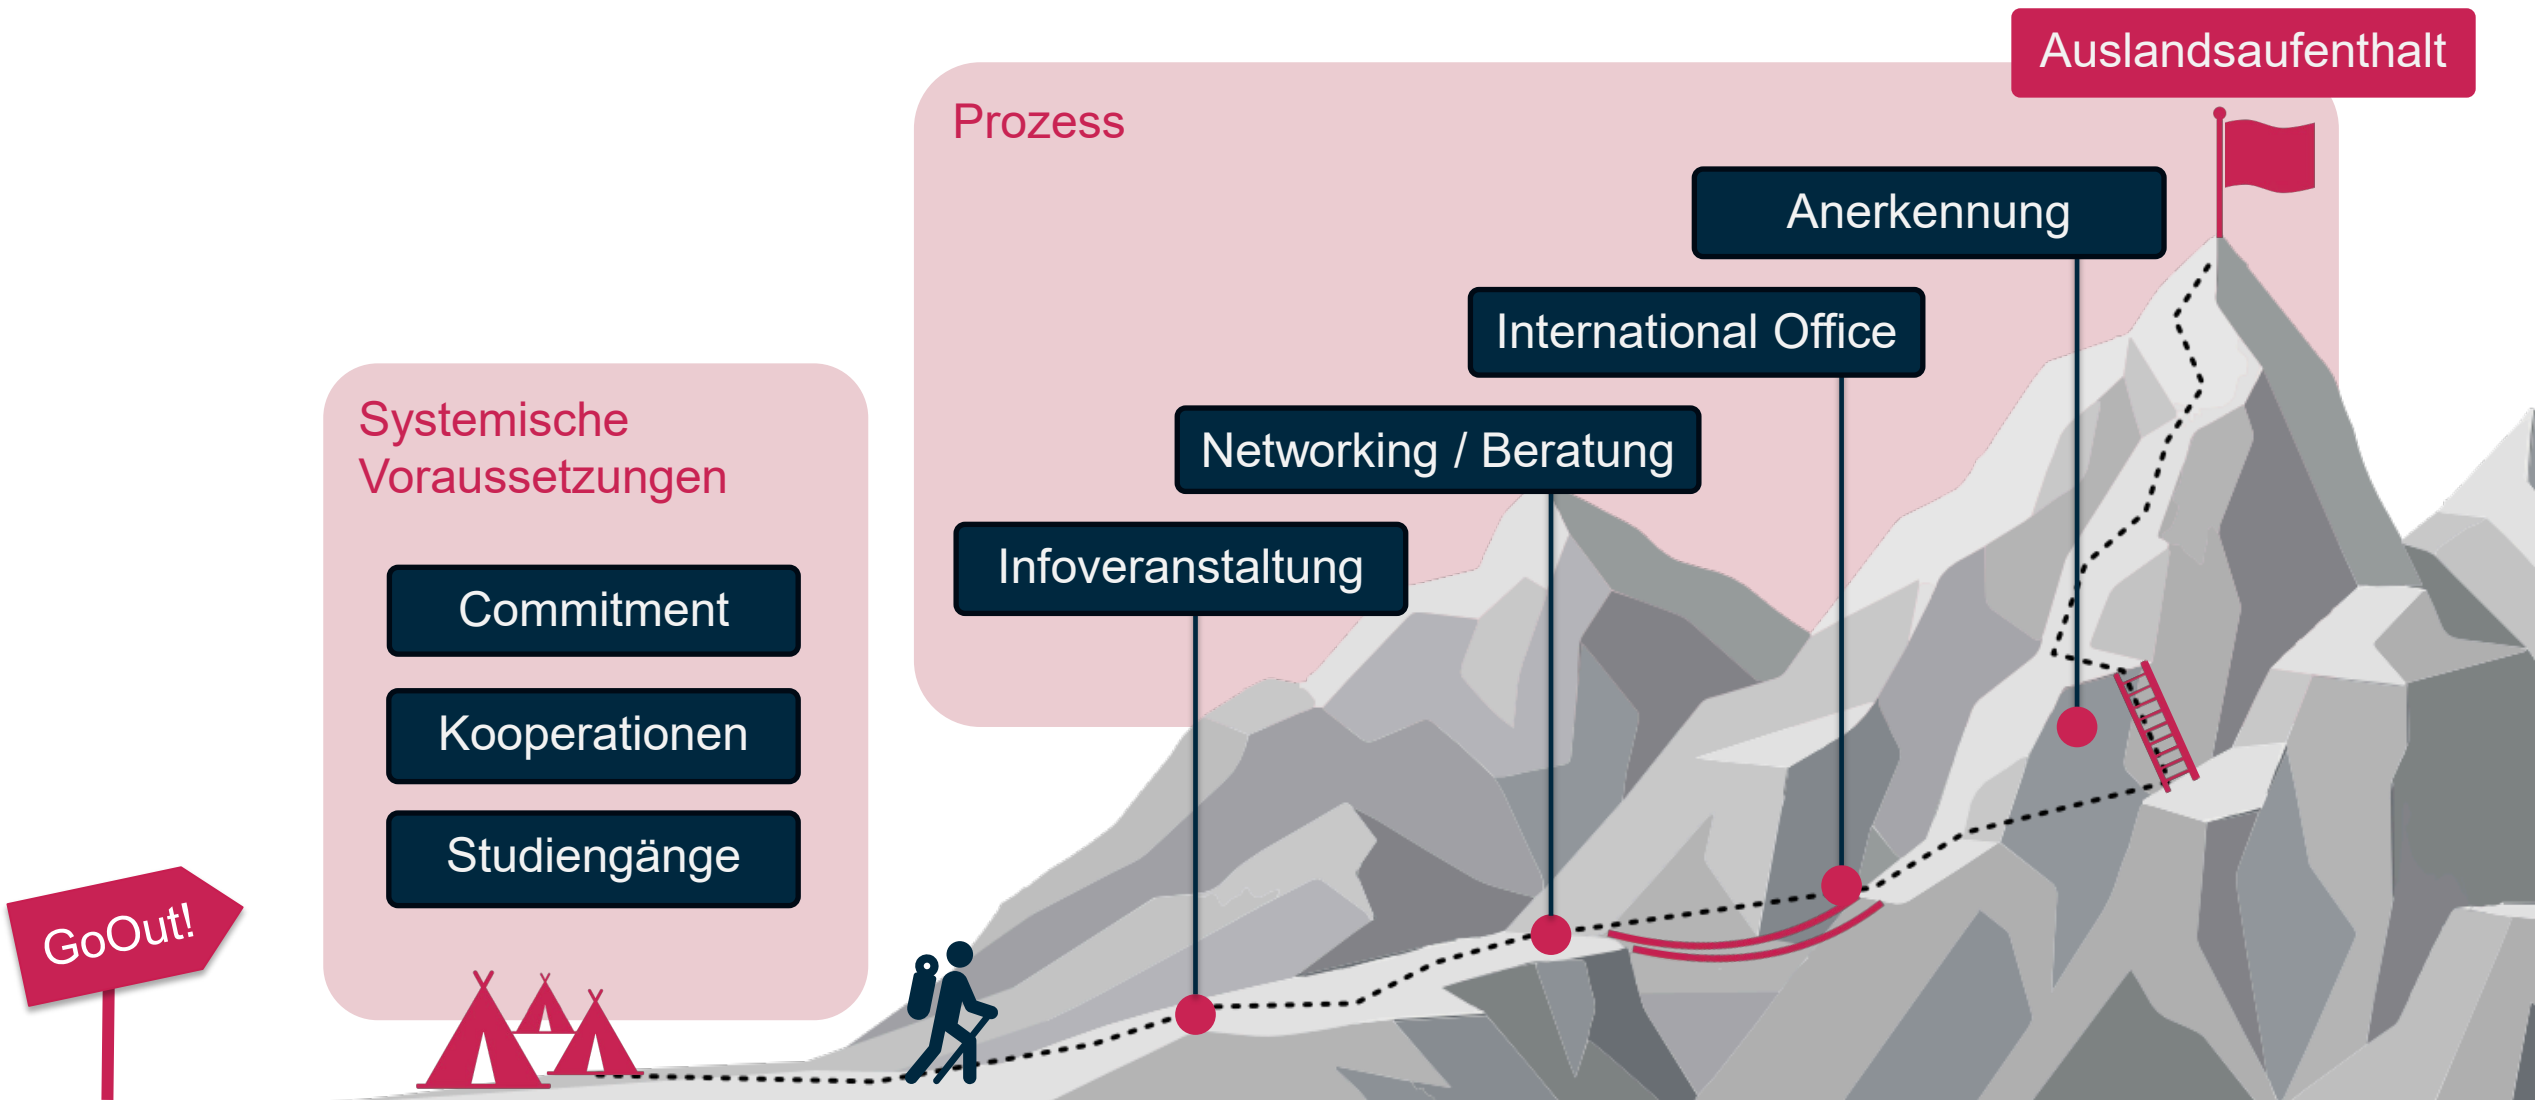 Auslandsaufenthalt
Prozess
Anerkennung
International Office
Networking / Beratung
Infoveranstaltung
Systemische
Voraussetzungen
Commitment
Kooperationen
Studiengänge
GoOut!